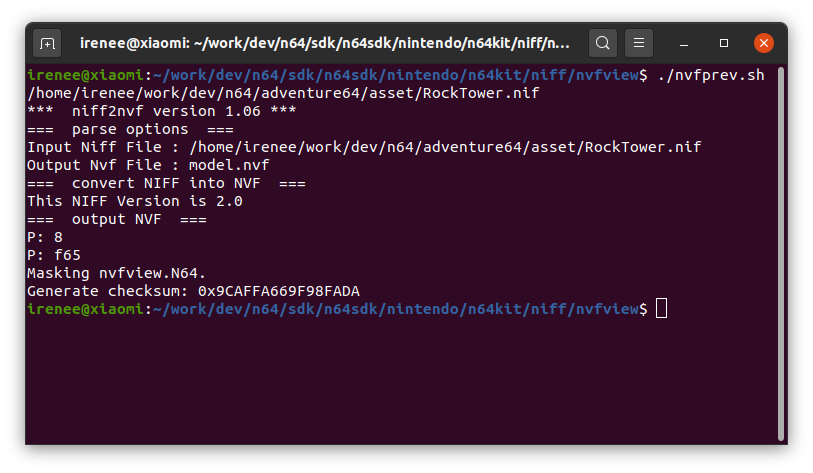 irenee@xiaomi: ~/work/dev/n64/sdk/n64sdk/nintendo/n64kit/niff/n...
irenee@xiaomi:~/work/dev/n64/sdk/n64sdk/nintendo/n64kit/niff/nvfview$ ./nvfprev.sh
/home/irenee/work/dev/n64/adventure64/asset/RockTower.nif
***  niff2nvf version 1.06 ***
===  parse options  ===
Input Niff File : /home/irenee/work/dev/n64/adventure64/asset/RockTower.nif
Output Nvf File : model.nvf
===  convert NIFF into NVF  ===
This NIFF Version is 2.0
===  output NVF  ===
P: 8
P: f65
Masking nvfview.N64.
Generate checksum: 0x9CAFFA669F98FADA
irenee@xiaomi:~/work/dev/n64/sdk/n64sdk/nintendo/n64kit/niff/nvfview$